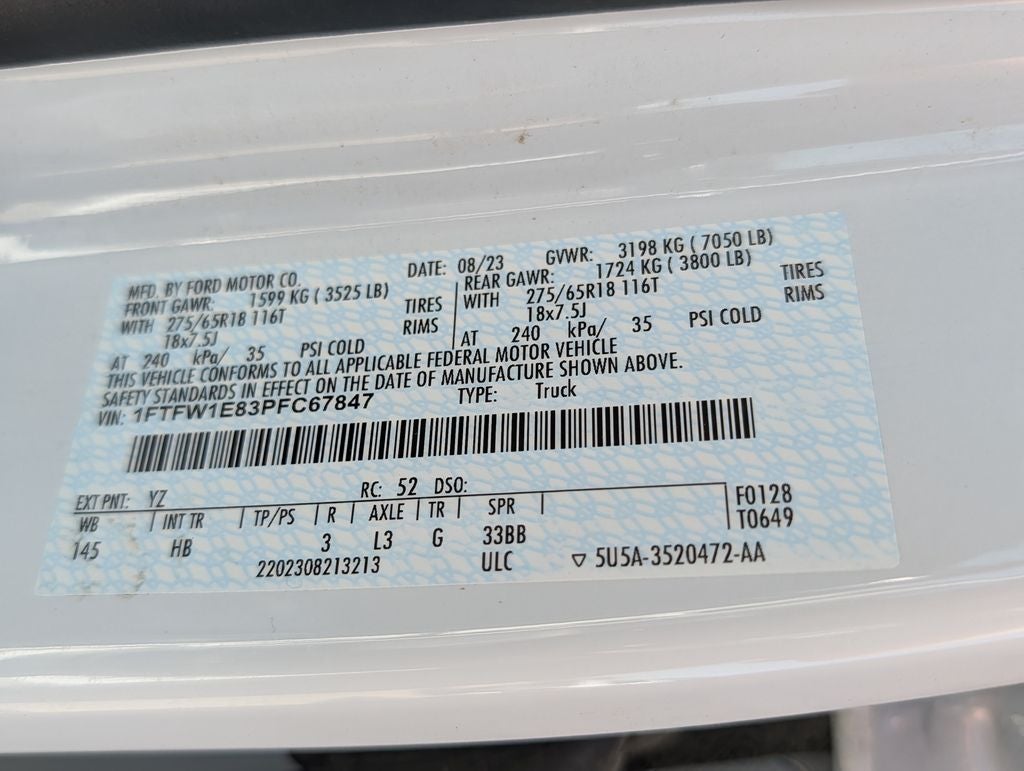 MFD. BY FORD MOTOR CO. DATE: 08/23 GVWR: 3198 KG ( 7050 LB)
FRONT GAWR: 1599 KG ( 3525 LB) REAR GAWR: 1724 KG ( 3800 LB)
WITH 275/65R18 116T TIRES WITH 275/65R18 116T TIRES
18x7.5J RIMS 18x7.5J RIMS
AT 240 kPa/ 35 PSI COLD AT 240 kPa/ 35 PSI COLD
THIS VEHICLE CONFORMS TO ALL APPLICABLE FEDERAL MOTOR VEHICLE
SAFETY STANDARDS IN EFFECT ON THE DATE OF MANUFACTURE SHOWN ABOVE.
VIN: 1FTFW1E83PFC67847 TYPE: Truck
EXT PNT: YZ RC: 52 DSO:
WB INT TR TP/PS R AXLE TR SPR F0128
145 HB 3 L3 G 33BB T0649
2202308213213 ULC ▽ 5U5A-3520472-AA